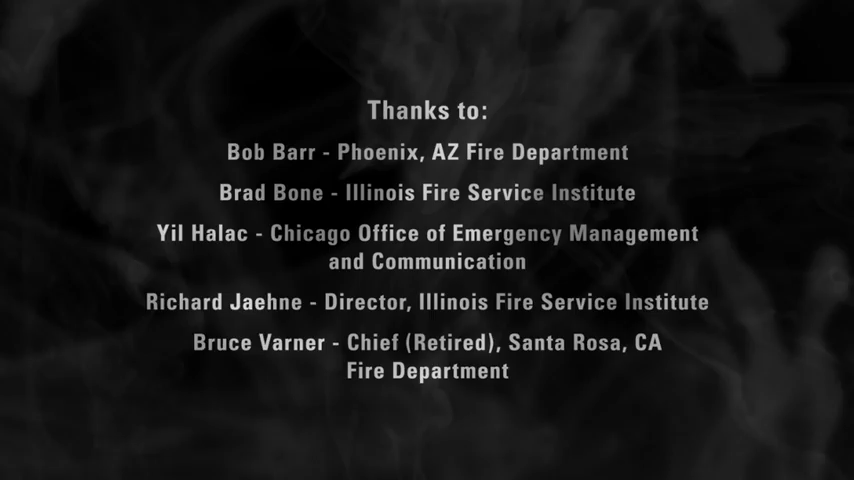 Thanks to:
Bob Barr - Phoenix, AZ Fire Department
Brad Bone - Illinois Fire Service Institute
Yil Halac - Chicago Office of Emergency Management
and Communication
Richard Jaehne - Director, Illinois Fire Service Institute
Bruce Varner - Chief (Retired), Santa Rosa, CA
Fire Department